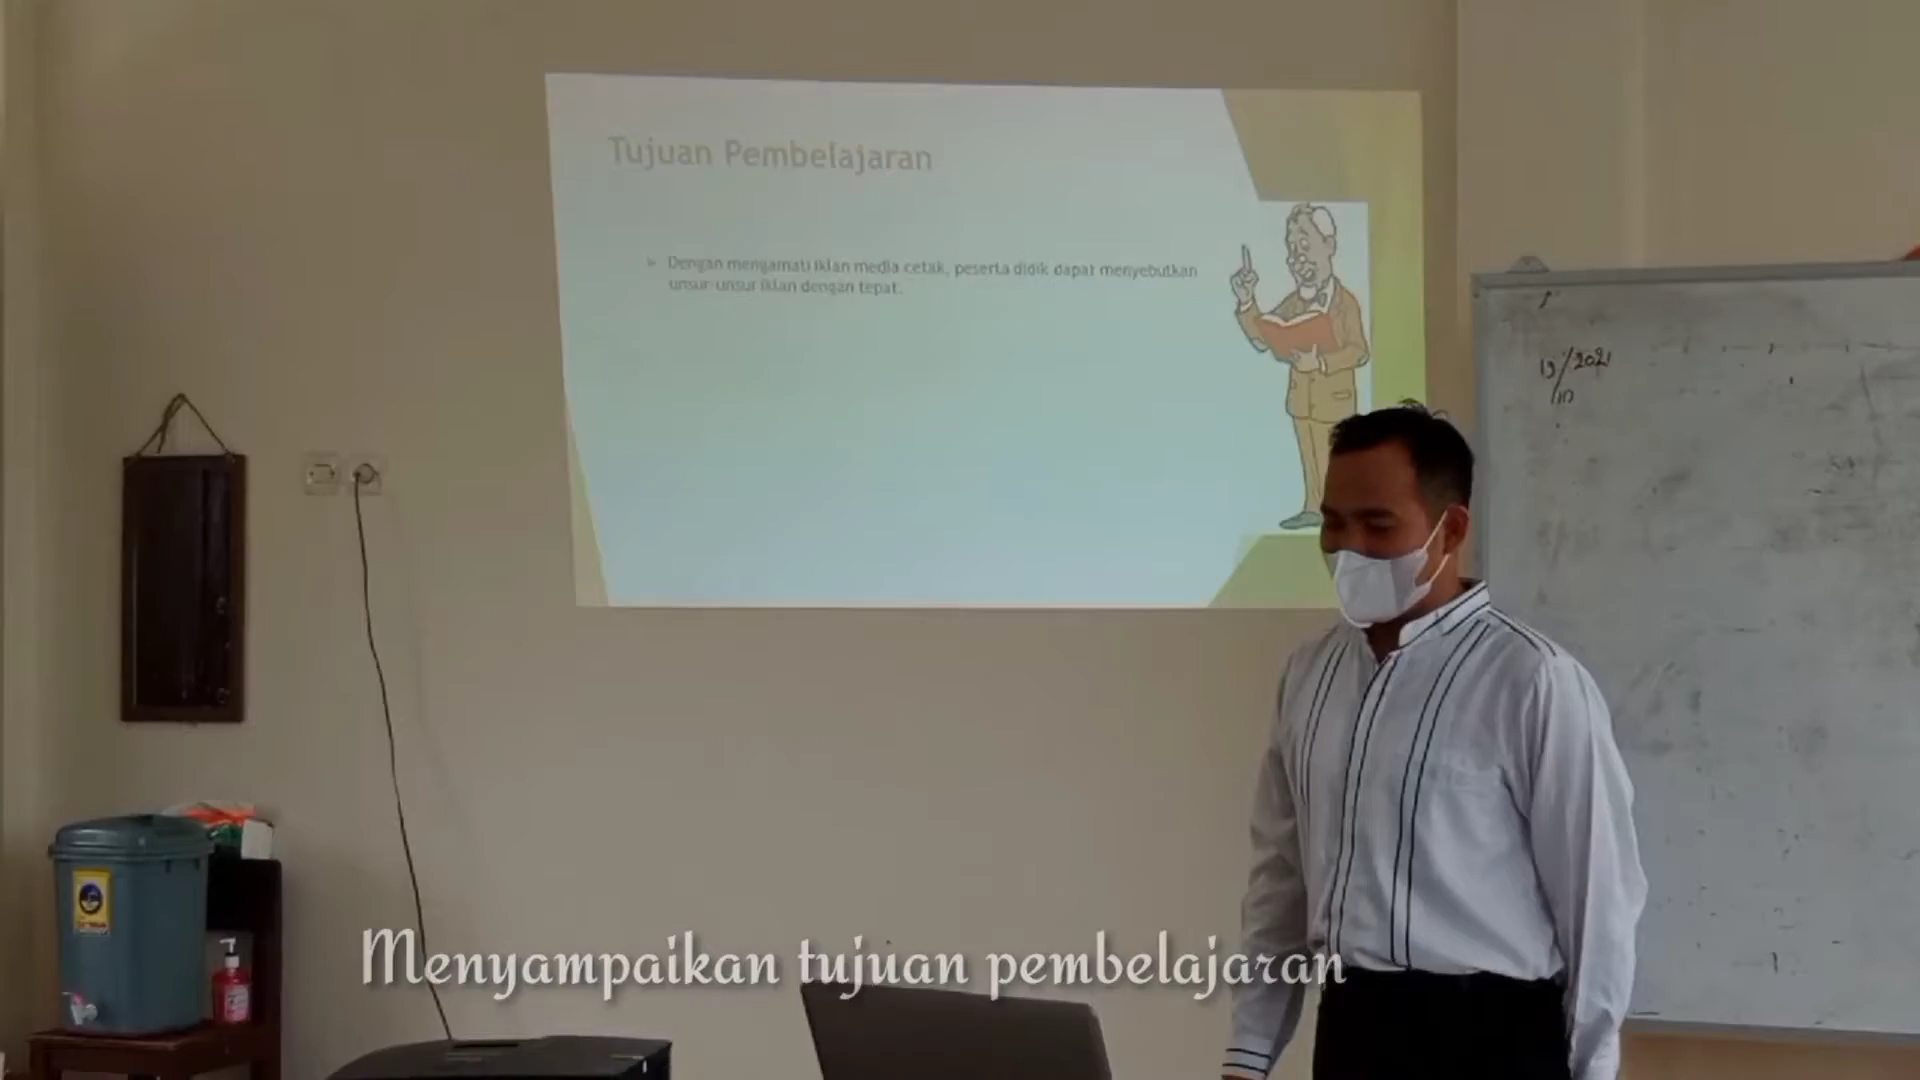 Tujuan Pembelajaran
Dengan mengamati iklan media cetak, peserta didik dapat menyebutkan
unsur-unsur iklan dengan tepat.
19/10 2021
Menyampaikan tujuan pembelajaran